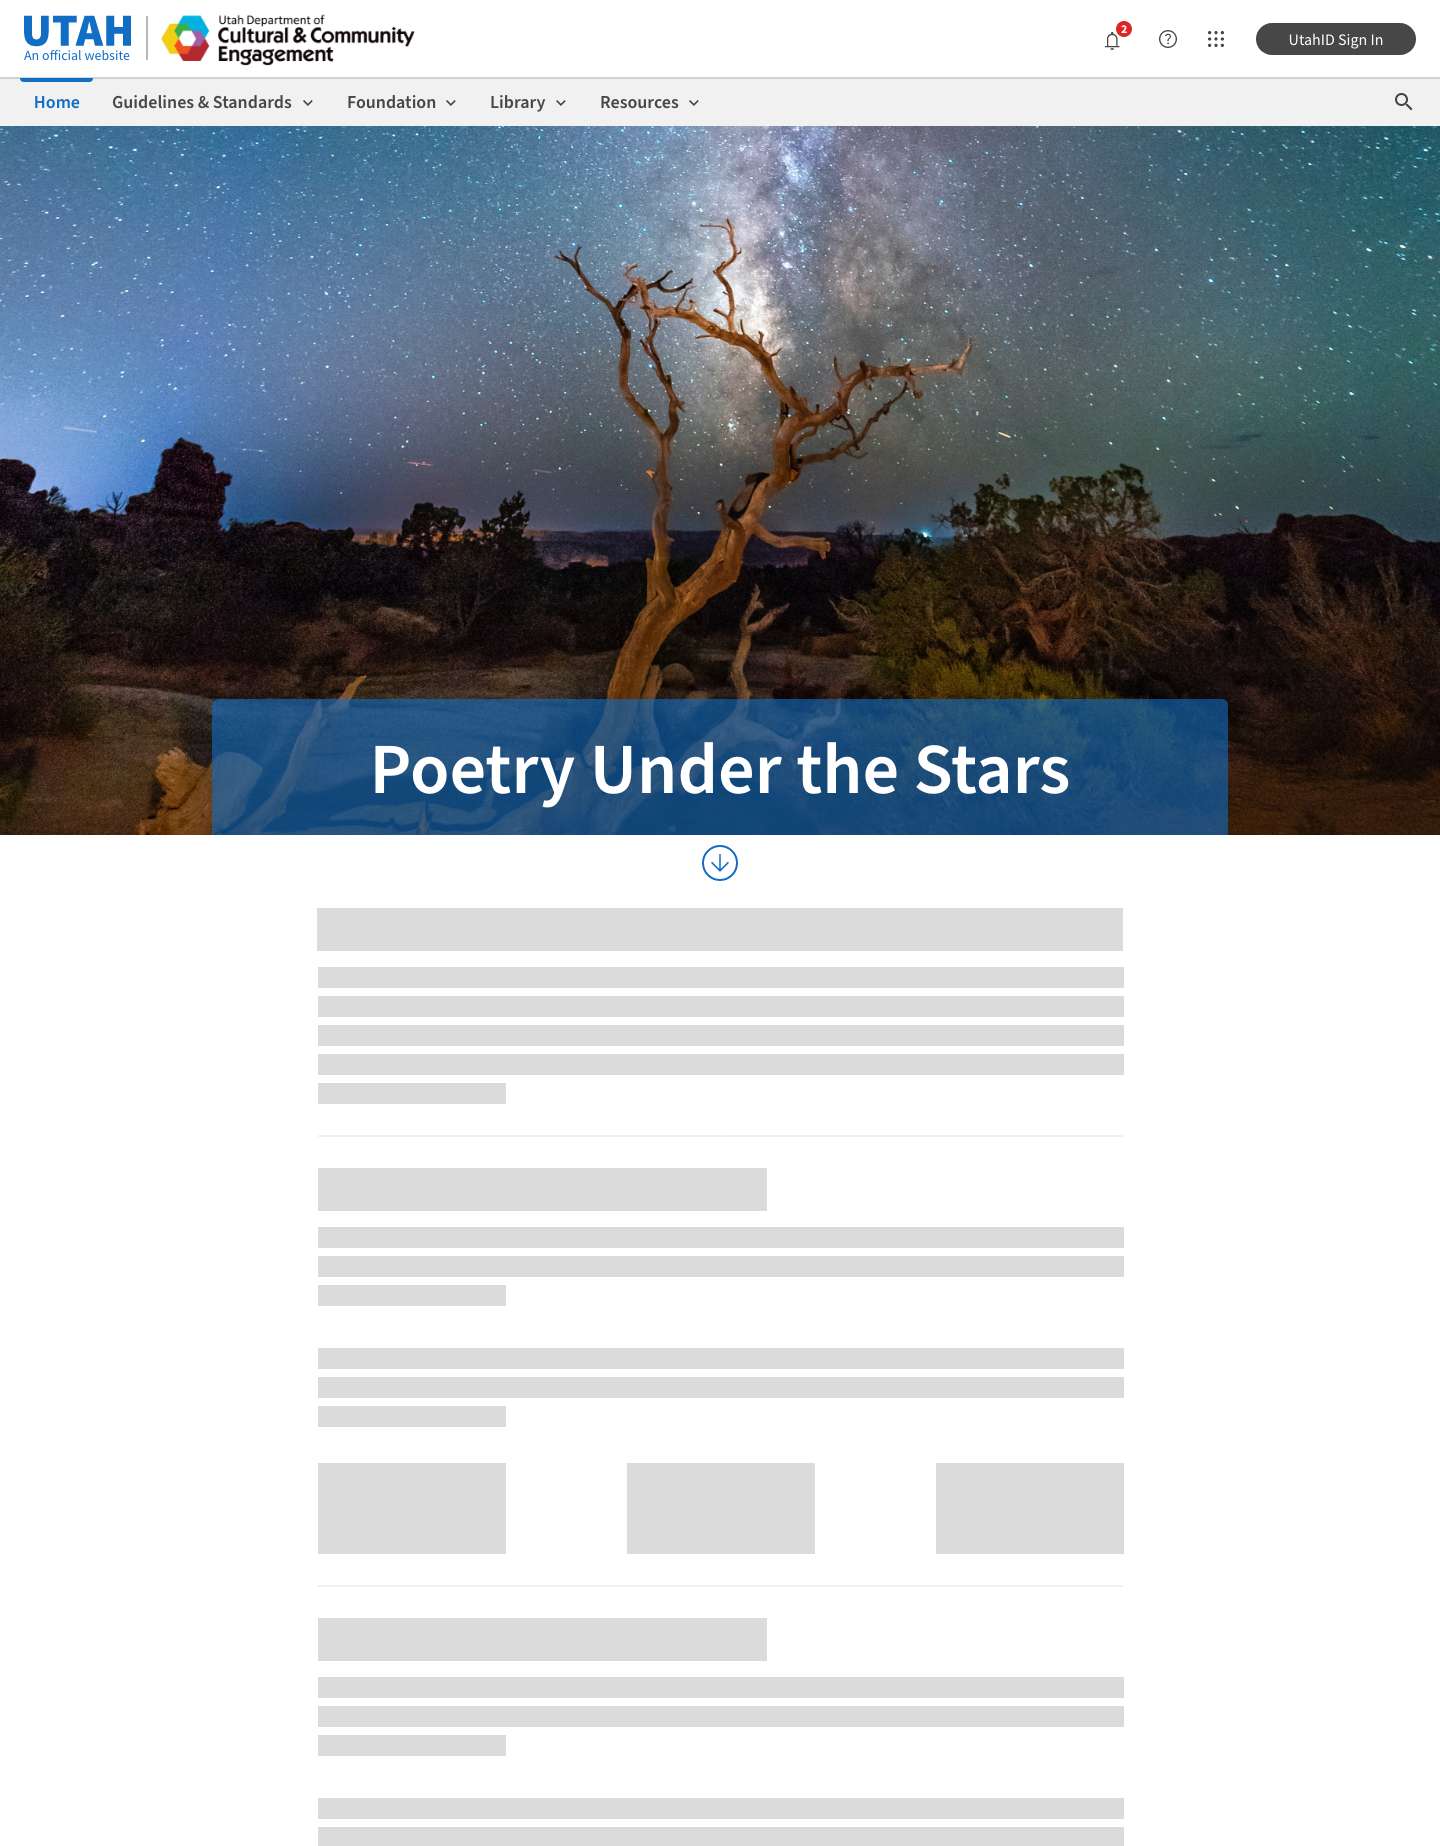 UTAH
An official website
Utah Department of
Cultural & Community
Engagement
2
UtahID Sign In
Home
Guidelines & Standards
Foundation
Library
Resources
Poetry Under the Stars